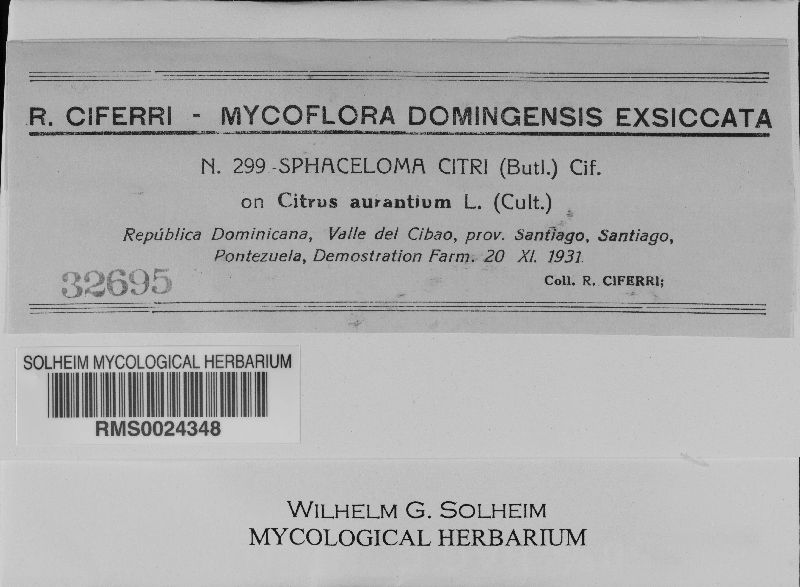 R. CIFERRI - MYCOFLORA DOMINGENSIS EXSICCATA
N. 299 - SPHACELOMA CITRI (Butl.) Cif.
on Citrus aurantium L. (Cult.)
República Dominicana, Valle del Cibao, prov. Santiago, Santiago,
Pontezuela, Demostration Farm. 20 XI. 1931.
32695
Coll. R. CIFERRI;
SOLHEIM MYCOLOGICAL HERBARIUM
RMS0024348
WILHELM G. SOLHEIM
MYCOLOGICAL HERBARIUM